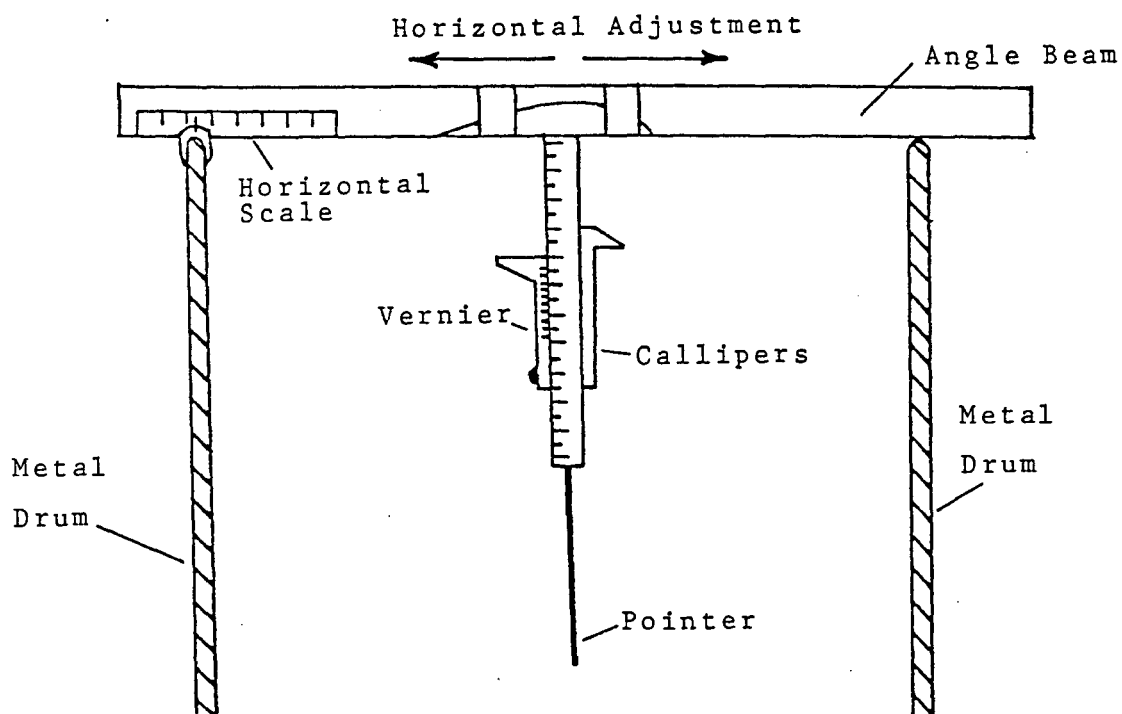 Horizontal Adjustment
Angle Beam
Horizontal
Scale
Vernier
Callipers
Metal
Drum
Metal
Drum
Pointer